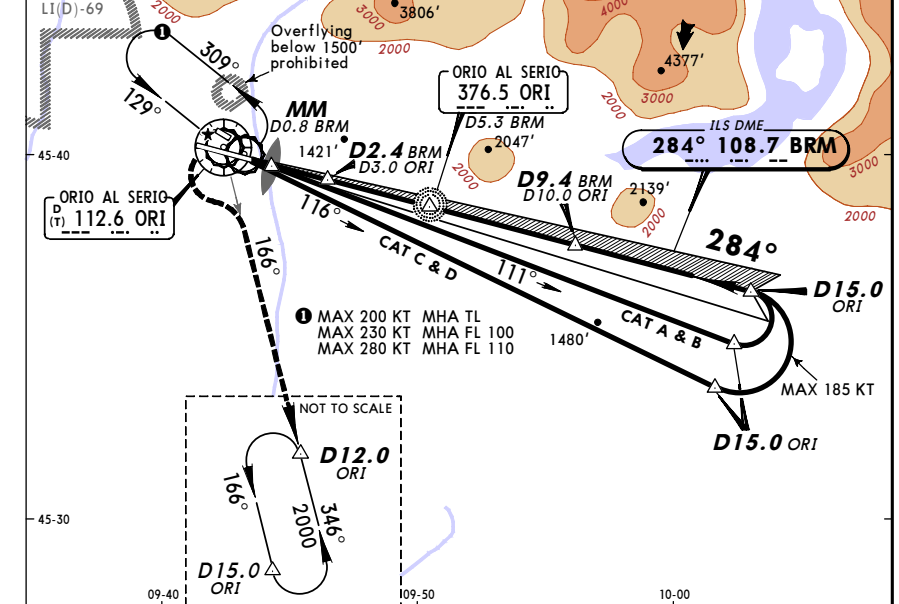 LI(D)-69
2000
3806'
3000
2000
4000
4377'
3000
2000
2000
❶
309°
Overflying
below 1500'
prohibited
129°
ORIO AL SERIO
376.5 ORI
MM
D0.8 BRM
D5.3 BRM
ILS DME
284° 108.7 BRM
1421'
2047'
2000
D2.4 BRM
D3.0 ORI
D9.4 BRM
D10.0 ORI
2139'
2000
3000
2000
45-40
ORIO AL SERIO
D
(T) 112.6 ORI
116°
CAT C & D
111°
CAT A & B
284°
D15.0
ORI
166°
❶ MAX 200 KT MHA TL
MAX 230 KT MHA FL 100
MAX 280 KT MHA FL 110
1480'
MAX 185 KT
D15.0 ORI
NOT TO SCALE
D12.0
ORI
166°
346°
2000
D15.0
ORI
45-30
09-40
09-50
10-00